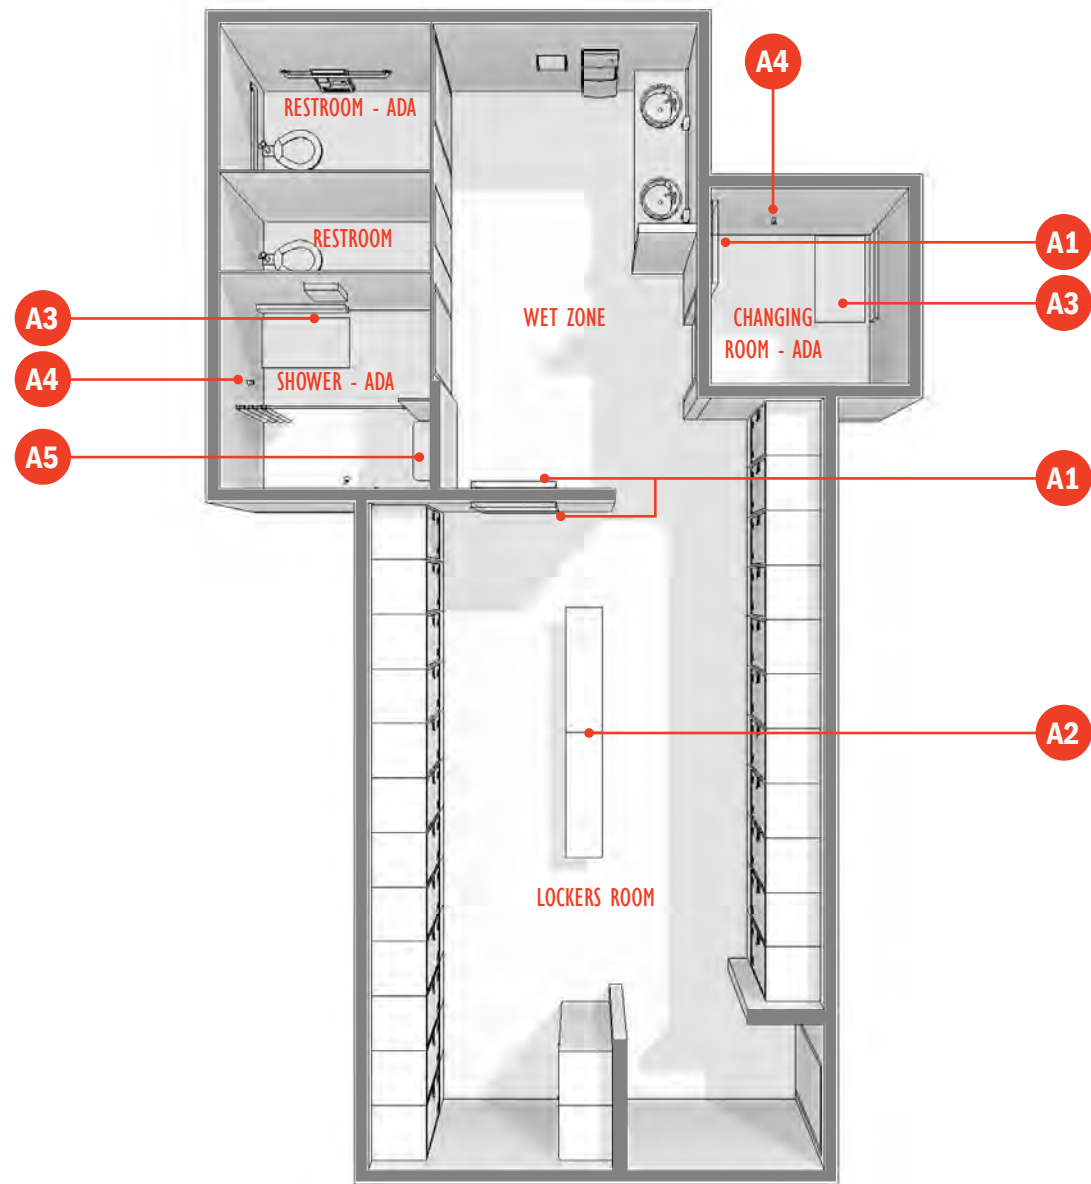 A4
RESTROOM - ADA
RESTROOM
A1
A3
A3
WET ZONE
CHANGING
ROOM - ADA
A4
SHOWER - ADA
A5
A1
A2
LOCKERS ROOM